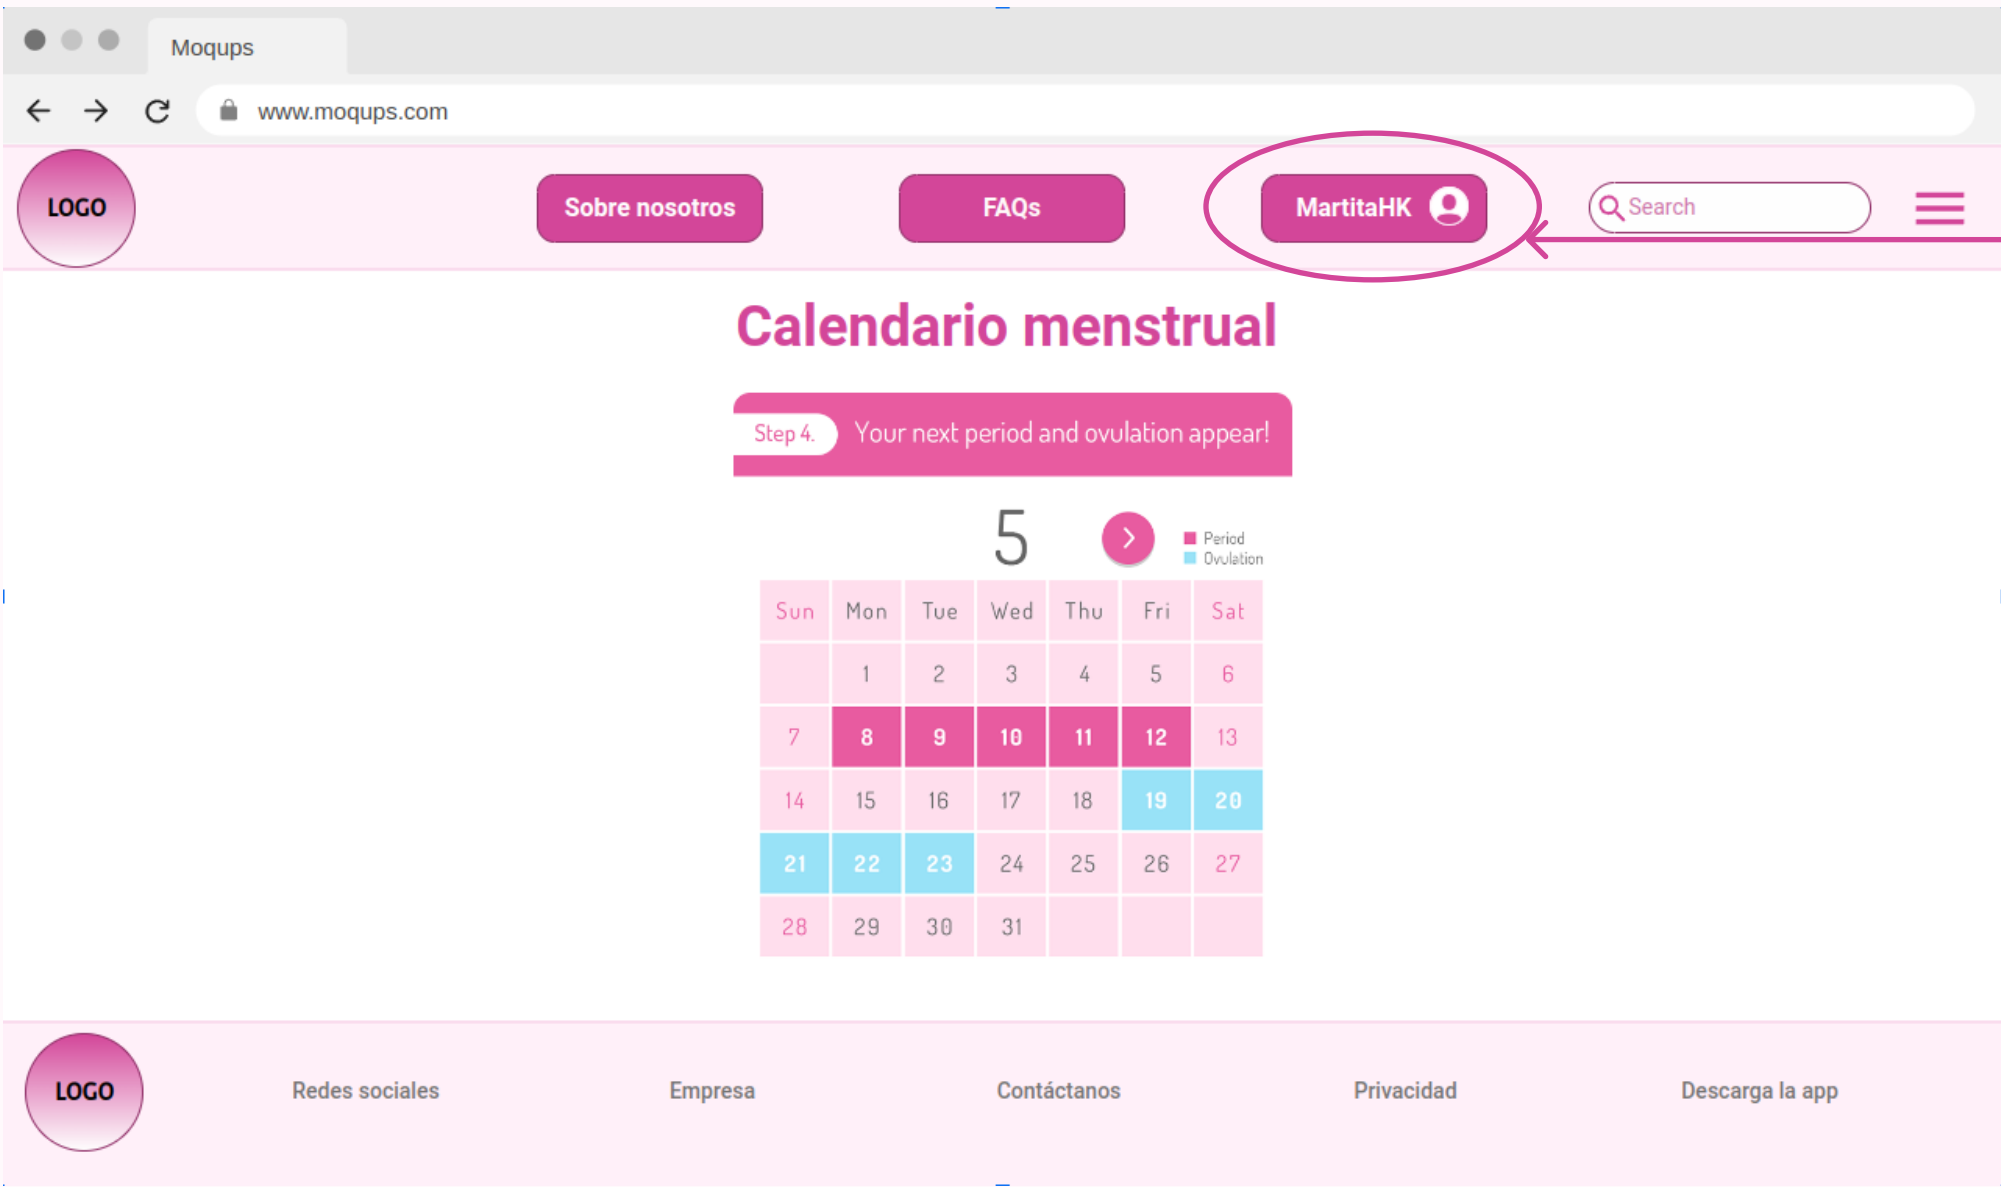 Moqups
www.moqups.com
LOGO
Sobre nosotros
FAQs
MartitaHK
Search
Calendario menstrual
Step 4.
Your next period and ovulation appear!
5
Period
Ovulation
Sun Mon Tue Wed Thu Fri Sat
1 2 3 4 5 6
7 8 9 10 11 12 13
14 15 16 17 18 19 20
21 22 23 24 25 26 27
28 29 30 31
LOGO
Redes sociales
Empresa
Contáctanos
Privacidad
Descarga la app